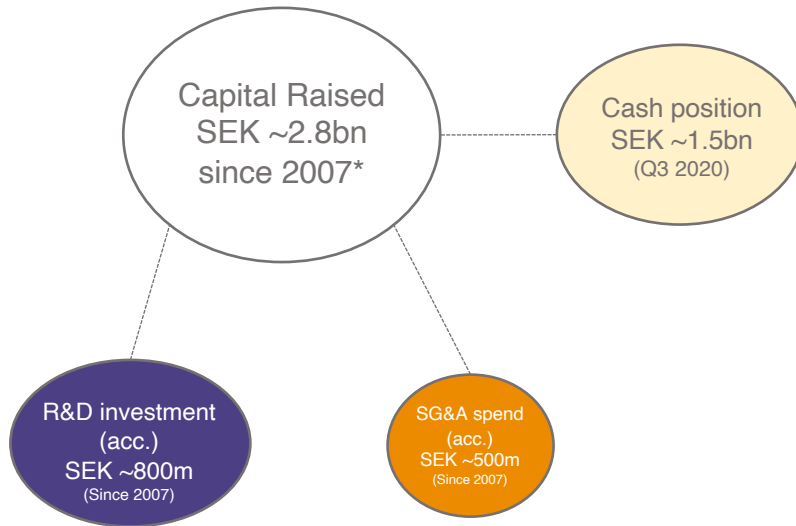 Capital Raised
SEK ~2.8bn
since 2007*
Cash position
SEK ~1.5bn
(Q3 2020)
R&D investment
(acc.)
SEK ~800m
(Since 2007)
SG&A spend
(acc.)
SEK ~500m
(Since 2007)